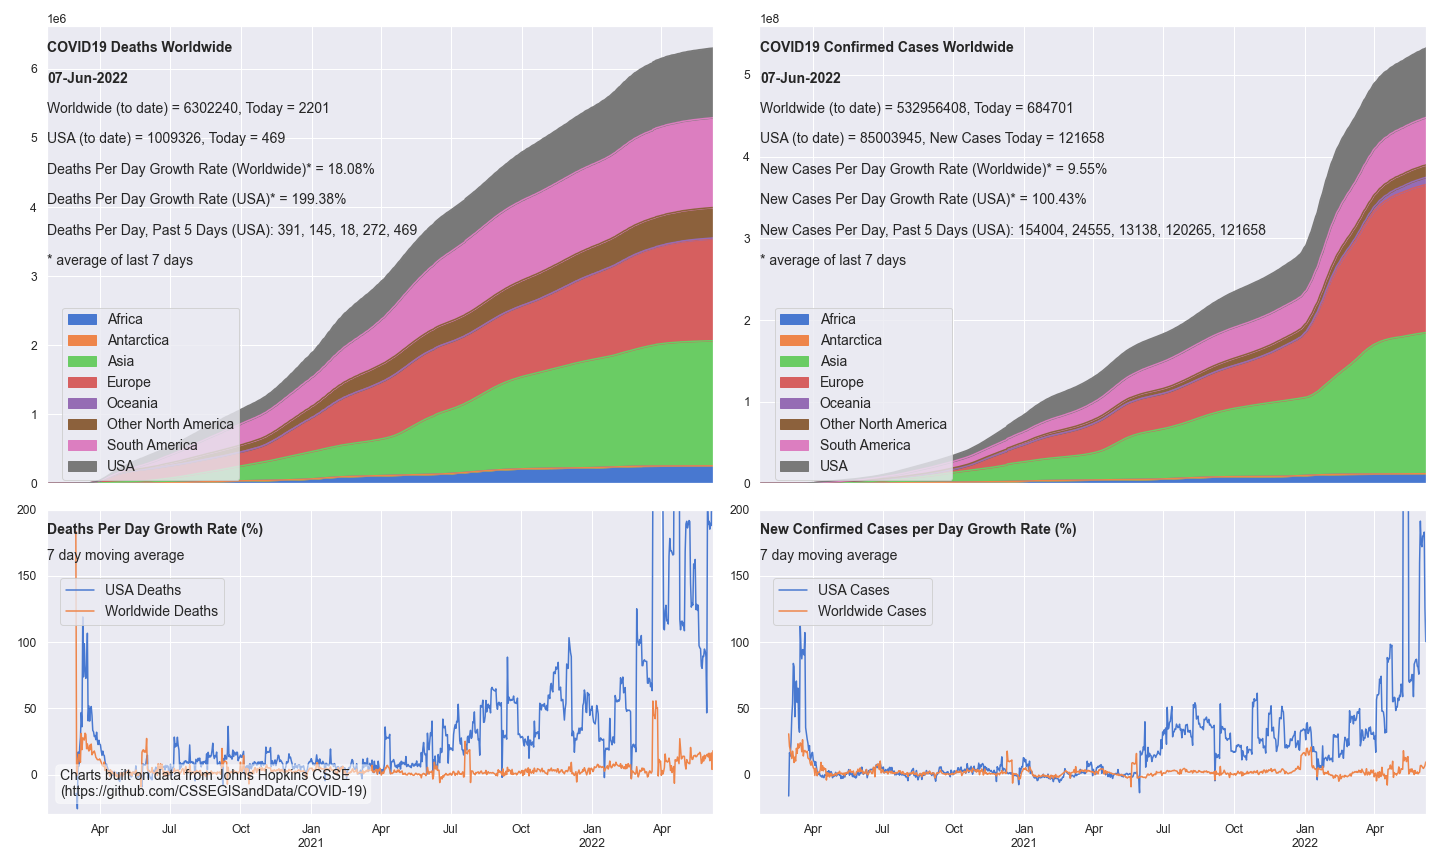 1e6
COVID19 Deaths Worldwide
07-Jun-2022
Worldwide (to date) = 6302240, Today = 2201
USA (to date) = 1009326, Today = 469
Deaths Per Day Growth Rate (Worldwide)* = 18.08%
Deaths Per Day Growth Rate (USA)* = 199.38%
Deaths Per Day, Past 5 Days (USA): 391, 145, 18, 272, 469
* average of last 7 days
6
5
4
3
2
1
0
Africa
Antarctica
Asia
Europe
Oceania
Other North America
South America
USA
1e8
COVID19 Confirmed Cases Worldwide
07-Jun-2022
Worldwide (to date) = 532956408, Today = 684701
USA (to date) = 85003945, New Cases Today = 121658
New Cases Per Day Growth Rate (Worldwide)* = 9.55%
New Cases Per Day Growth Rate (USA)* = 100.43%
New Cases Per Day, Past 5 Days (USA): 154004, 24555, 13138, 120265, 121658
* average of last 7 days
5
4
3
2
1
0
Africa
Antarctica
Asia
Europe
Oceania
Other North America
South America
USA
200
150
100
50
0
Deaths Per Day Growth Rate (%)
7 day moving average
USA Deaths
Worldwide Deaths
Charts built on data from Johns Hopkins CSSE
(https://github.com/CSSEGISandData/COVID-19)
Apr Jul Oct Jan Apr Jul Oct Jan Apr
2021 2022
200
150
100
50
0
New Confirmed Cases per Day Growth Rate (%)
7 day moving average
USA Cases
Worldwide Cases
Apr Jul Oct Jan Apr Jul Oct Jan Apr
2021 2022